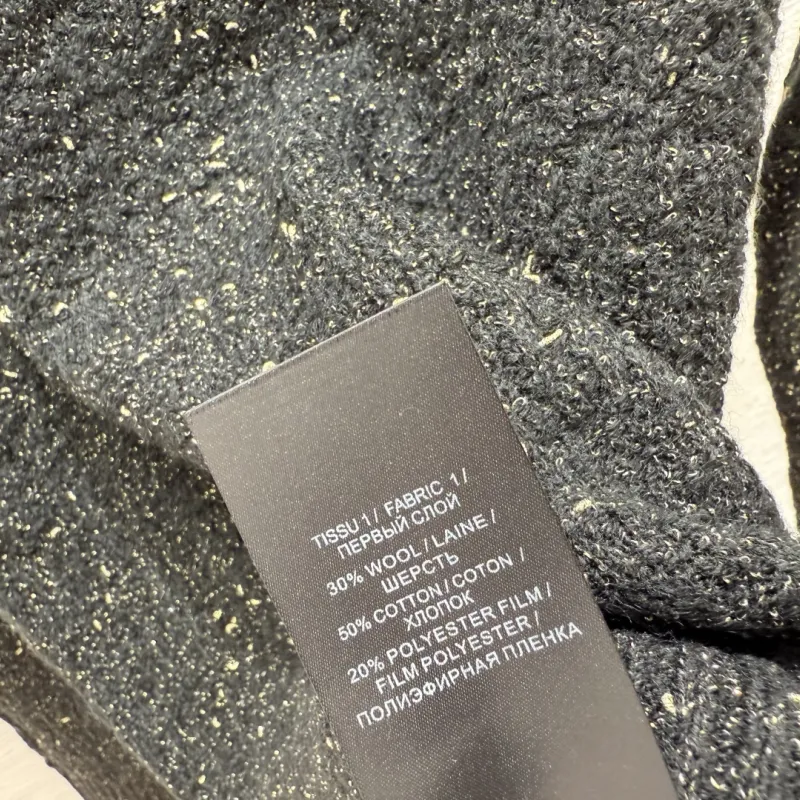 TISSU 1 / FABRIC 1 /
ПЕРВЫЙ СЛОЙ
30% WOOL / LAINE /
ШЕРСТЬ
50% COTTON / COTON /
ХЛОПОК
20% POLYESTER FILM /
FILM POLYESTER /
ПОЛИЭФИРНАЯ ПЛЕНКА